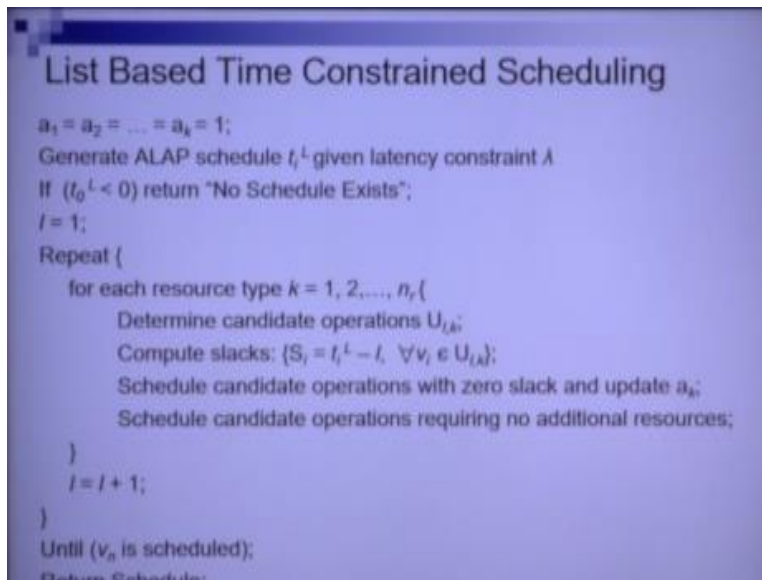 List Based Time Constrained Scheduling
a₁ = a₂ = ... = aₖ = 1;
Generate ALAP schedule tᵢᴸ given latency constraint λ
If (t₀ᴸ < 0) return "No Schedule Exists";
l = 1;
Repeat {
for each resource type k = 1, 2,..., nᵣ{
Determine candidate operations Uₗ,ₖ;
Compute slacks: {Sᵢ = tᵢᴸ – l, ∀vᵢ ∈ Uₗ,ₖ};
Schedule candidate operations with zero slack and update aₖ;
Schedule candidate operations requiring no additional resources;
}
l = l + 1;
}
Until (vₙ is scheduled);
Return Schedule;